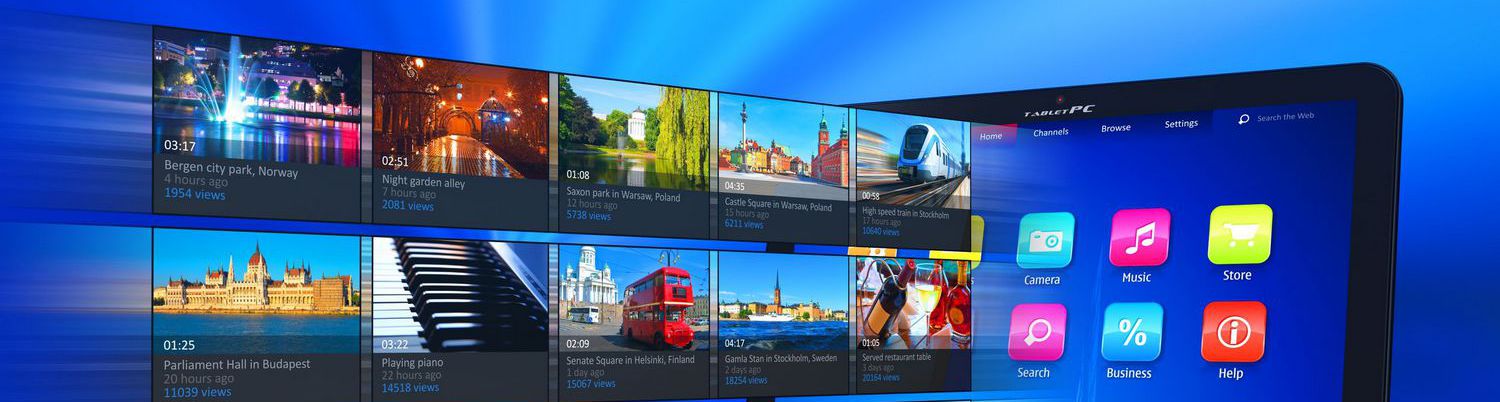 03:17
Bergen city park, Norway
4 hours ago
1954 views
02:51
Night garden alley
7 hours ago
2081 views
01:08
Saxon park in Warsaw, Poland
12 hours ago
5738 views
04:35
Castle Square in Warsaw, Poland
15 hours ago
6211 views
00:58
High speed train in Stockholm
17 hours ago
10640 views
TABLET PC
Home
Channels
Browse
Settings
Search the Web
Camera
Music
Store
01:25
Parliament Hall in Budapest
20 hours ago
11039 views
03:22
Playing piano
22 hours ago
14518 views
02:09
Senate Square in Helsinki, Finland
1 day ago
15067 views
04:17
Gamla Stan in Stockholm, Sweden
2 days ago
18254 views
01:05
Served restaurant table
3 days ago
20164 views
Search
%
Business
Help